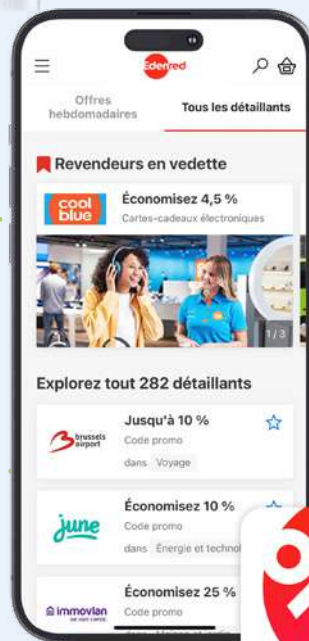 Edenred
Offres
hebdomadaires
Tous les détaillants
Revendeurs en vedette
cool
blue
Économisez 4,5 %
Cartes-cadeaux électroniques
1/3
Explorez tout 282 détaillants
brussels
airport
Jusqu'à 10 %
Code promo
dans Voyage
june
Économisez 10 %
Code promo
dans Énergie et technol
immovlan
Économisez 25 %
Code promo